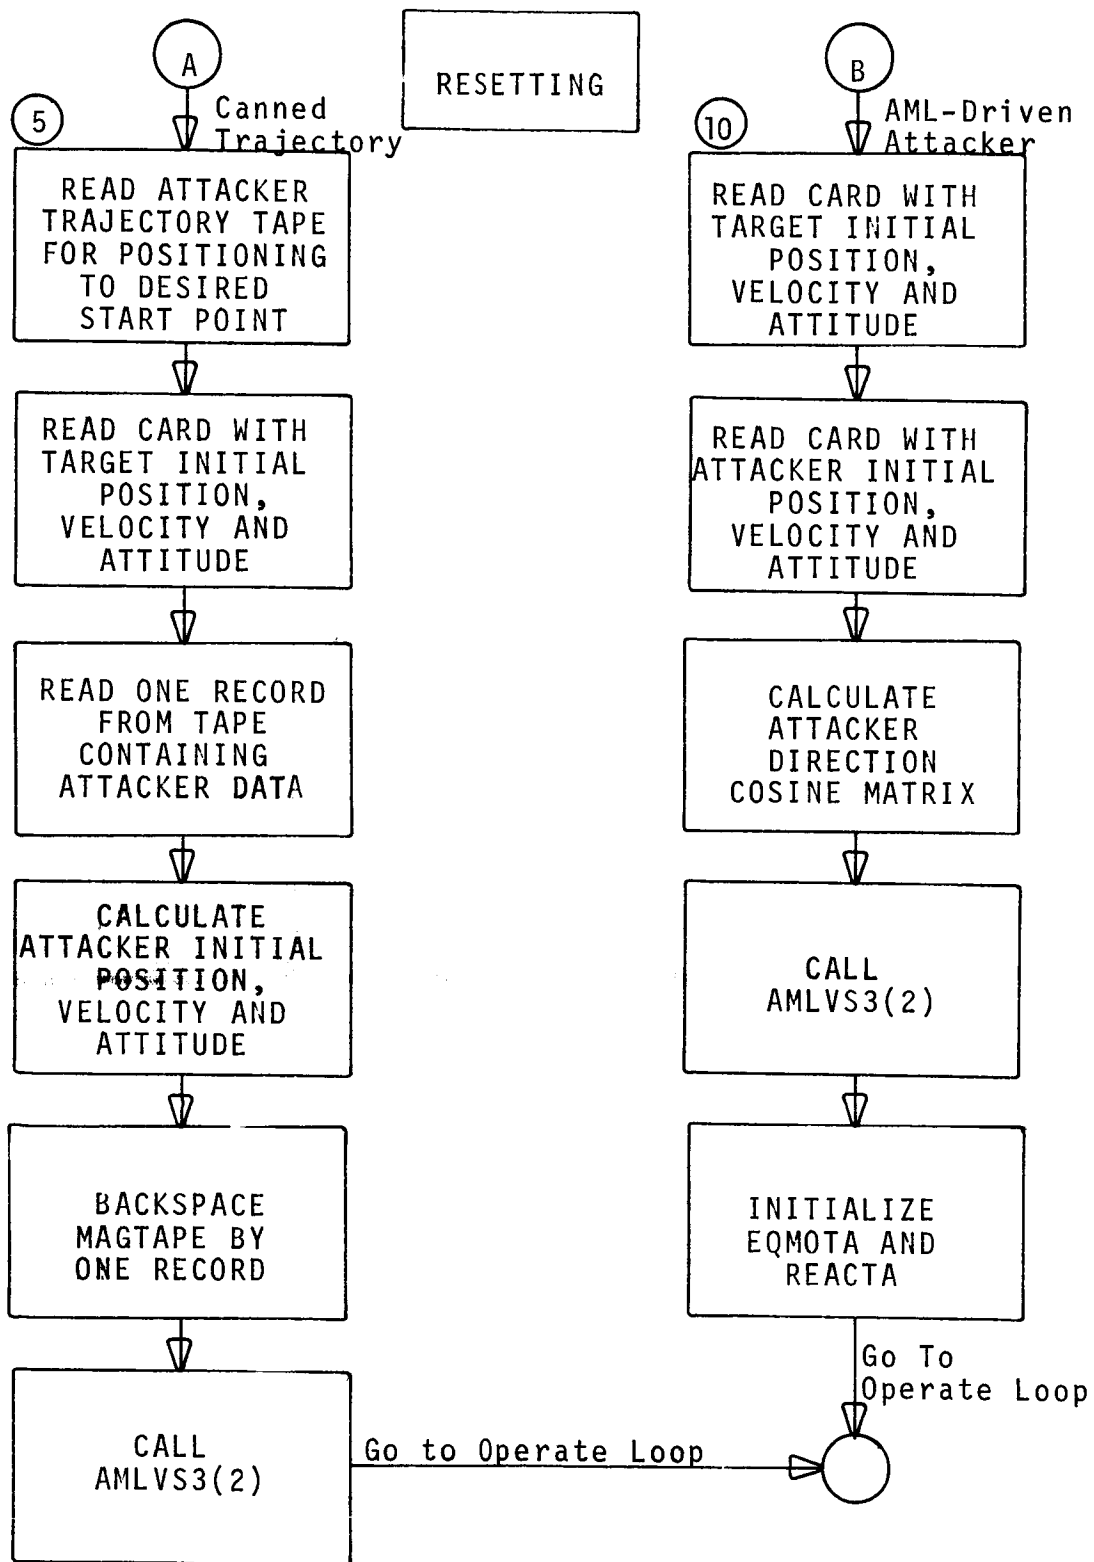 RESETTING
A
5
Canned
Trajectory
READ ATTACKER
TRAJECTORY TAPE
FOR POSITIONING
TO DESIRED
START POINT
READ CARD WITH
TARGET INITIAL
POSITION,
VELOCITY AND
ATTITUDE
READ ONE RECORD
FROM TAPE
CONTAINING
ATTACKER DATA
CALCULATE
ATTACKER INITIAL
POSITION,
VELOCITY AND
ATTITUDE
BACKSPACE
MAGTAPE BY
ONE RECORD
CALL
AMLVS3(2)
Go to Operate Loop
B
10
AML-Driven
Attacker
READ CARD WITH
TARGET INITIAL
POSITION,
VELOCITY AND
ATTITUDE
READ CARD WITH
ATTACKER INITIAL
POSITION,
VELOCITY AND
ATTITUDE
CALCULATE
ATTACKER
DIRECTION
COSINE MATRIX
CALL
AMLVS3(2)
INITIALIZE
EQMOTA AND
REACTA
Go To
Operate Loop